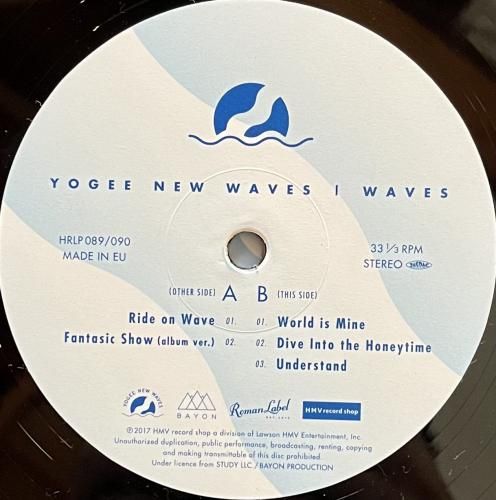 YOGEE NEW WAVES | WAVES
HRLP089/090
MADE IN EU
33 1/3 RPM
STEREO
(OTHER SIDE) A B (THIS SIDE)
Ride on Wave 01. 01. World is Mine
Fantasic Show (album ver.) 02. 02. Dive Into the Honeytime
03. Understand
YOGEE NEW WAVES
BAYON
Roman Label
HMV record shop
℗2017 HMV record shop a division of Lawson HMV Entertainment, Inc.
Unauthorized duplication, public performance, broadcasting, renting, copying
and making transmittable of this disc prohibited.
Under licence from STUDY LLC./BAYON PRODUCTION